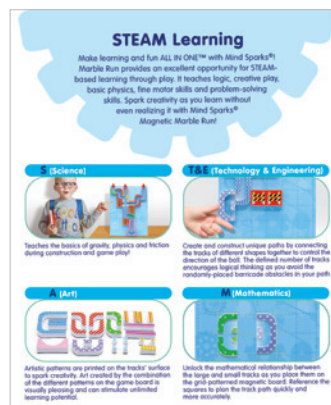 STEAM Learning
Make learning and fun ALL IN ONE™ with Mind Sparks®!
Marble Run provides an excellent opportunity for STEAM-
based learning through play. It teaches logic, creative play,
basic physics, fine motor skills and problem-solving
skills. Spark creativity as you learn without
even realizing it with Mind Sparks®
Magnetic Marble Run!
S (Science)
T&E (Technology & Engineering)
Teaches the basics of gravity, physics and friction
during construction and game play!
Create and construct unique paths by connecting
the tracks of different shapes together to control the
direction of the ball. The defined number of tracks
encourages logical thinking as you avoid the
randomly-placed barricade obstacles in your path.
A (Art)
M (Mathematics)
Artistic patterns are printed on the tracks' surface
to spark creativity. Art created by the combination
of the different patterns on the game board is
visually pleasing and can stimulate unlimited
learning potential.
Unlock the mathematical relationship between
the large and small tracks as you place them on
the grid-patterned magnetic board. Reference the
squares to plan the track path quickly and
more accurately.